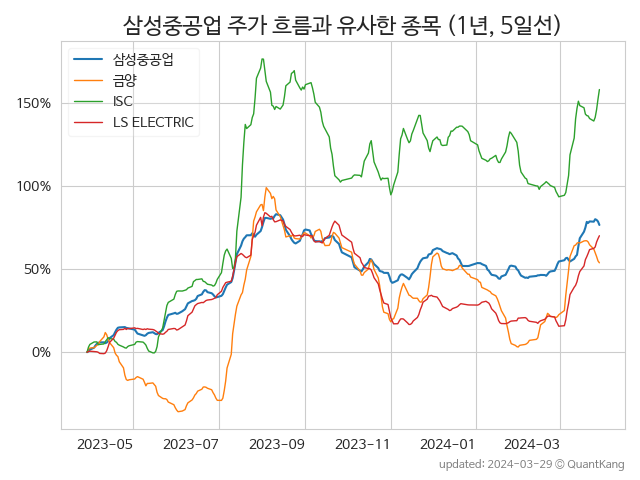 삼성중공업 주가 흐름과 유사한 종목 (1년, 5일선)
삼성중공업
금양
ISC
LS ELECTRIC
150%
100%
50%
0%
2023-05 2023-07 2023-09 2023-11 2024-01 2024-03
updated: 2024-03-29 © QuantKang